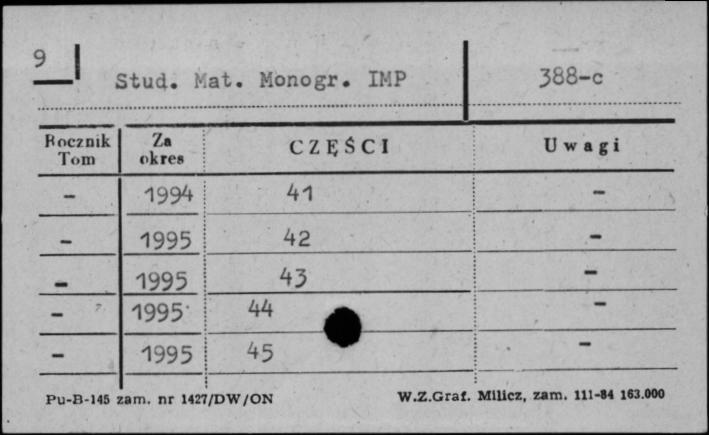 9
Stud. Mat. Monogr. IMP 388-c
Rocznik Tom Za okres CZĘŚCI Uwagi
- 1994 41 -
- 1995 42 -
- 1995 43 -
- 1995 44 -
- 1995 45 -
Pu-B-145 zam. nr 1427/DW/ON W.Z.Graf. Milicz, zam. 111-84 163.000